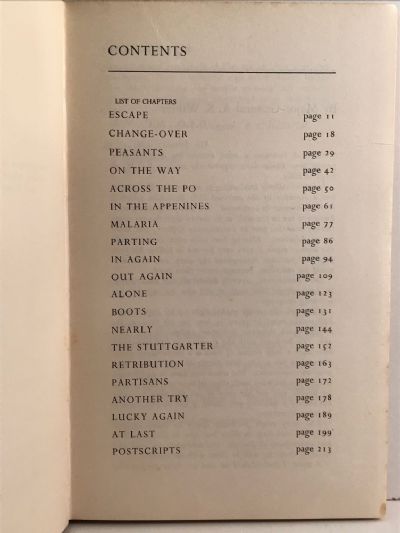 CONTENTS
LIST OF CHAPTERS
ESCAPE page 11
CHANGE-OVER page 18
PEASANTS page 29
ON THE WAY page 42
ACROSS THE PO page 50
IN THE APPENINES page 61
MALARIA page 77
PARTING page 86
IN AGAIN page 94
OUT AGAIN page 109
ALONE page 123
BOOTS page 131
NEARLY page 144
THE STUTTGARTER page 152
RETRIBUTION page 163
PARTISANS page 172
ANOTHER TRY page 178
LUCKY AGAIN page 189
AT LAST page 199
POSTSCRIPTS page 213